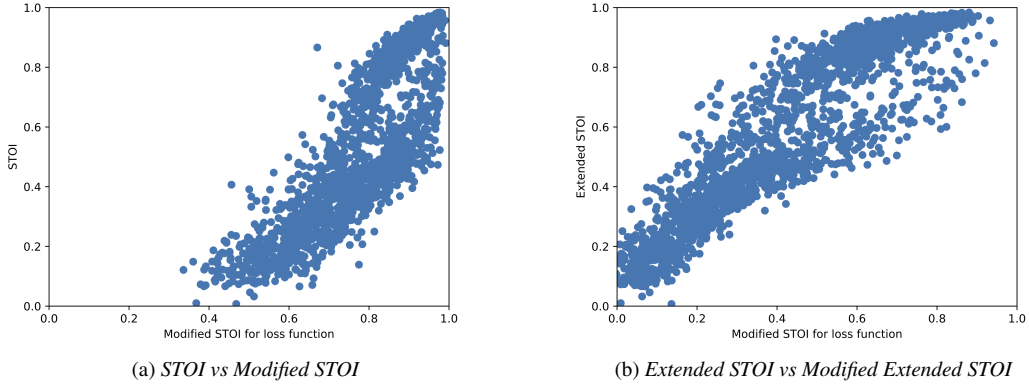 1.0
0.8
0.6
0.4
0.2
0.0
STOI
0.0 0.2 0.4 0.6 0.8 1.0
Modified STOI for loss function
(a) STOI vs Modified STOI
1.0
0.8
0.6
0.4
0.2
0.0
Extended STOI
0.0 0.2 0.4 0.6 0.8 1.0
Modified STOI for loss function
(b) Extended STOI vs Modified Extended STOI